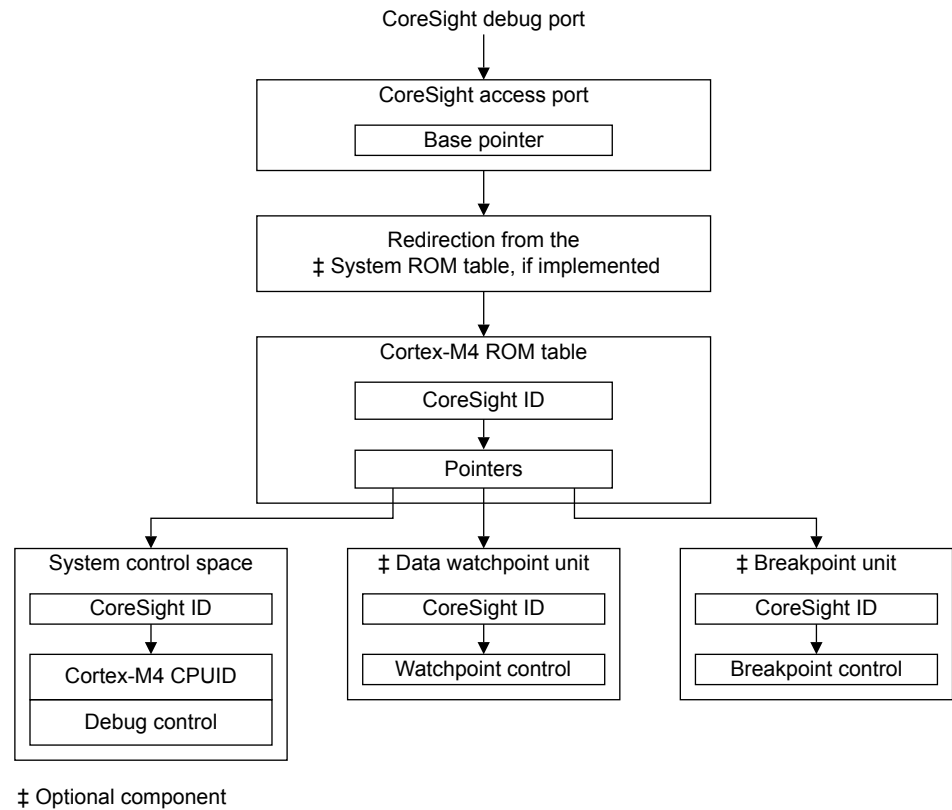 CoreSight debug port
CoreSight access port
Base pointer
Redirection from the
‡ System ROM table, if implemented
Cortex-M4 ROM table
CoreSight ID
Pointers
System control space
CoreSight ID
Cortex-M4 CPUID
Debug control
‡ Data watchpoint unit
CoreSight ID
Watchpoint control
‡ Breakpoint unit
CoreSight ID
Breakpoint control
‡ Optional component